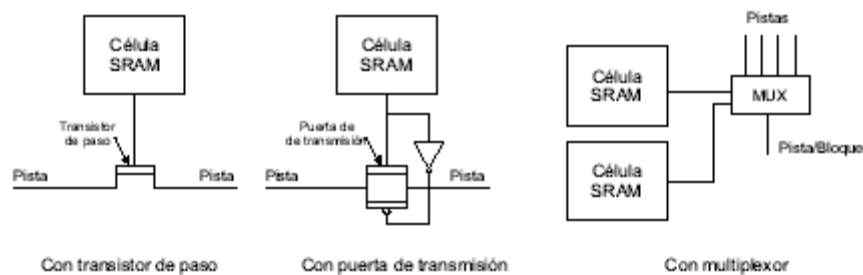 Célula
SRAM
Transistor
de paso
Pista
Pista
Con transistor de paso
Célula
SRAM
Puerta de
de transmisión
Pista
Pista
Con puerta de transmisión
Pistas
Célula
SRAM
MUX
Pista/Bloque
Célula
SRAM
Con multiplexor